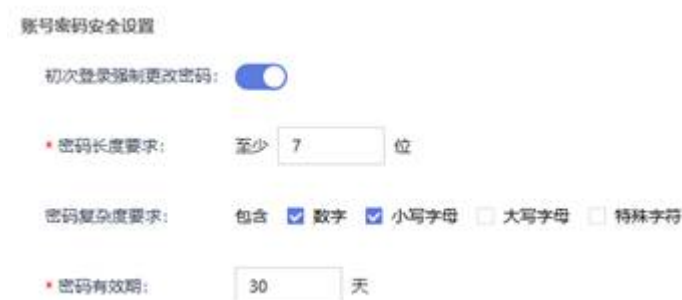 账号密码安全设置
初次登录强制更改密码:
* 密码长度要求: 至少 7 位
密码复杂度要求: 包含 数字 小写字母 大写字母 特殊字符
* 密码有效期: 30 天